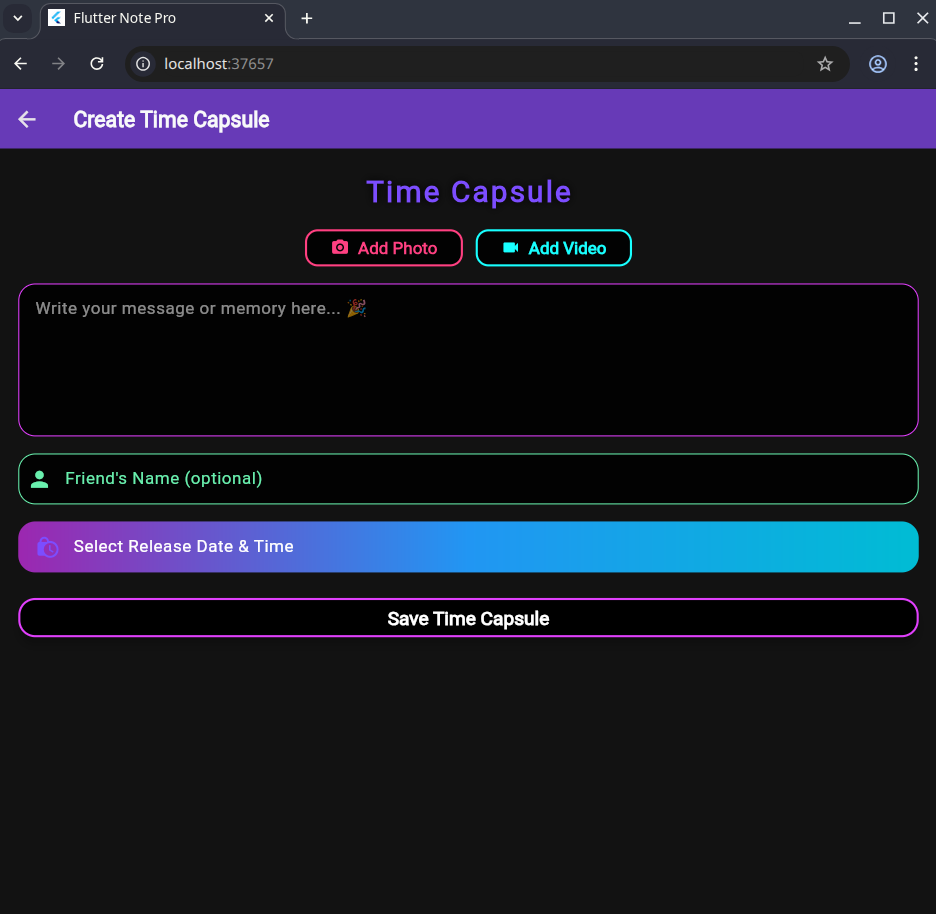 Flutter Note Pro
localhost:37657
Create Time Capsule
Time Capsule
Add Photo
Add Video
Write your message or memory here... 🎉
Friend's Name (optional)
Select Release Date & Time
Save Time Capsule